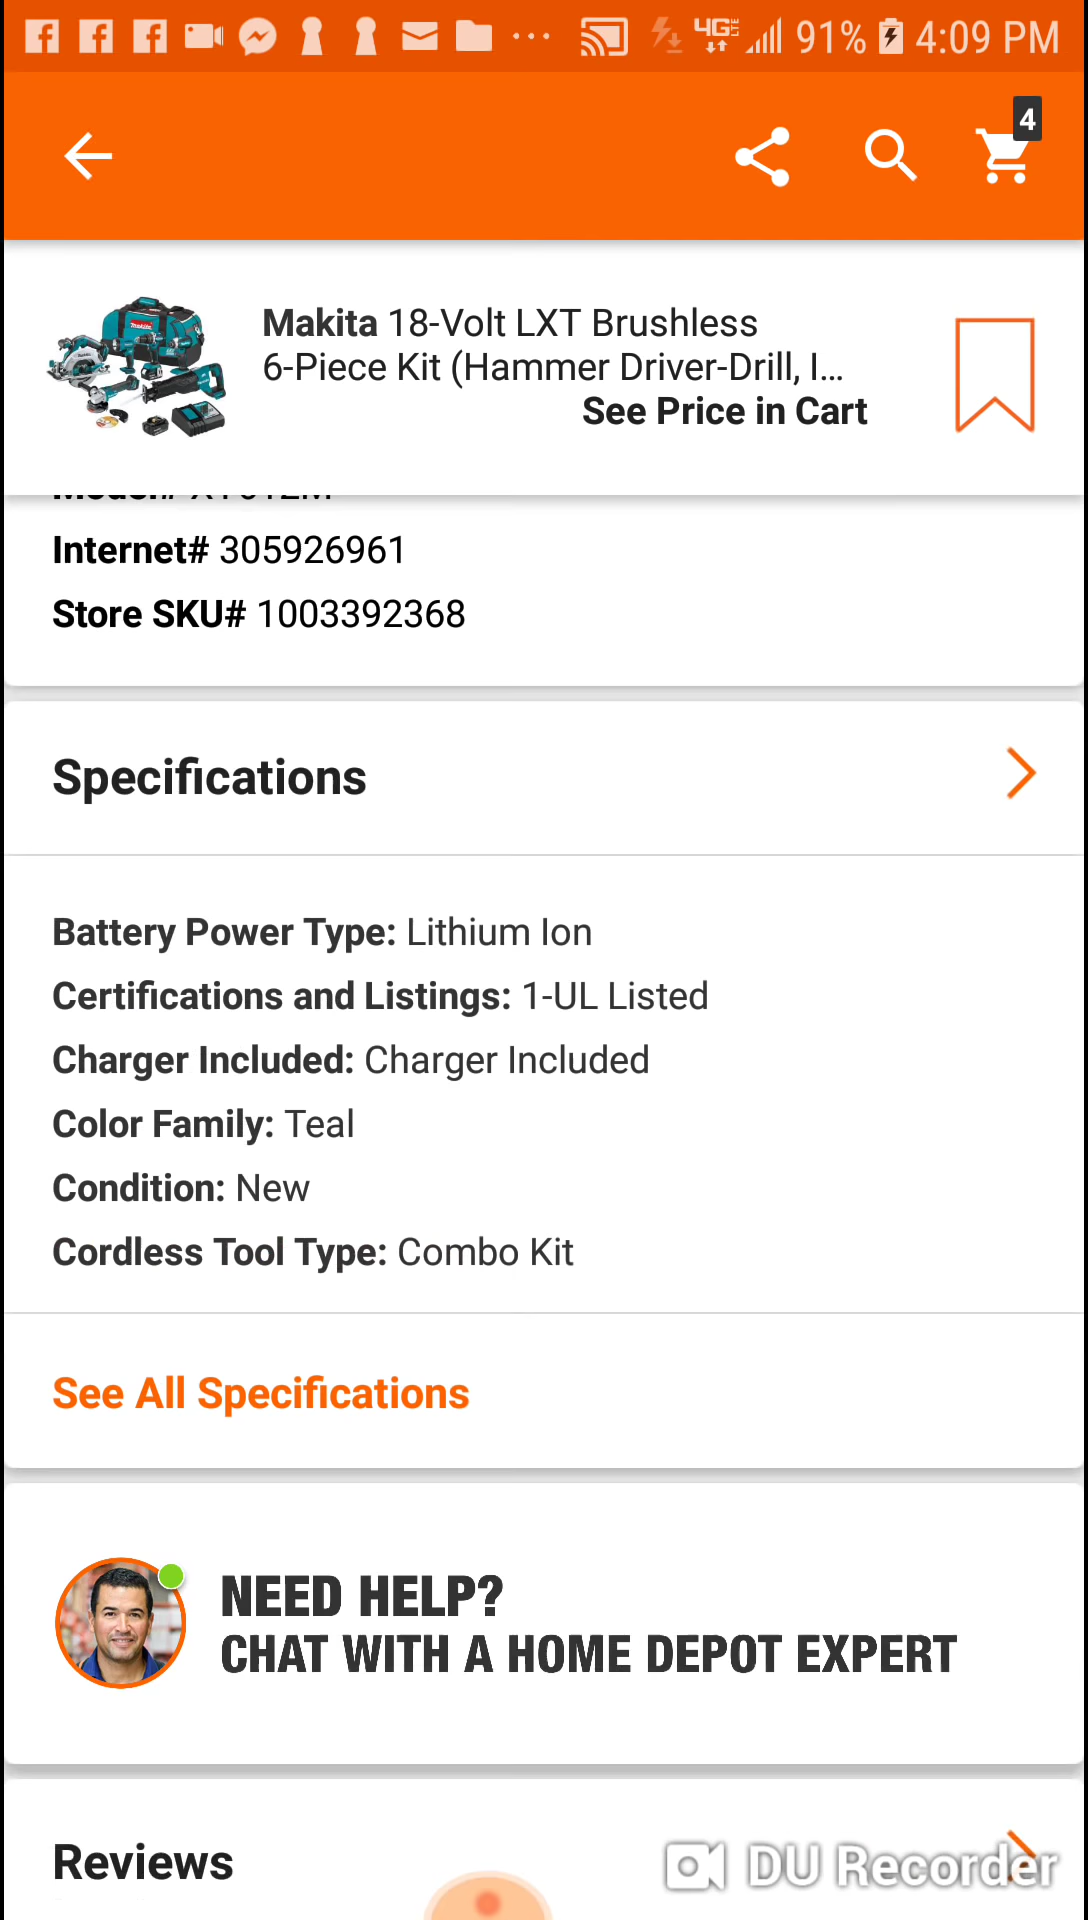 4G LTE 91% 4:09 PM
4
Makita 18-Volt LXT Brushless
6-Piece Kit (Hammer Driver-Drill, I...
See Price in Cart
Internet# 305926961
Store SKU# 1003392368
Specifications
Battery Power Type: Lithium Ion
Certifications and Listings: 1-UL Listed
Charger Included: Charger Included
Color Family: Teal
Condition: New
Cordless Tool Type: Combo Kit
See All Specifications
NEED HELP?
CHAT WITH A HOME DEPOT EXPERT
Reviews
DU Recorder